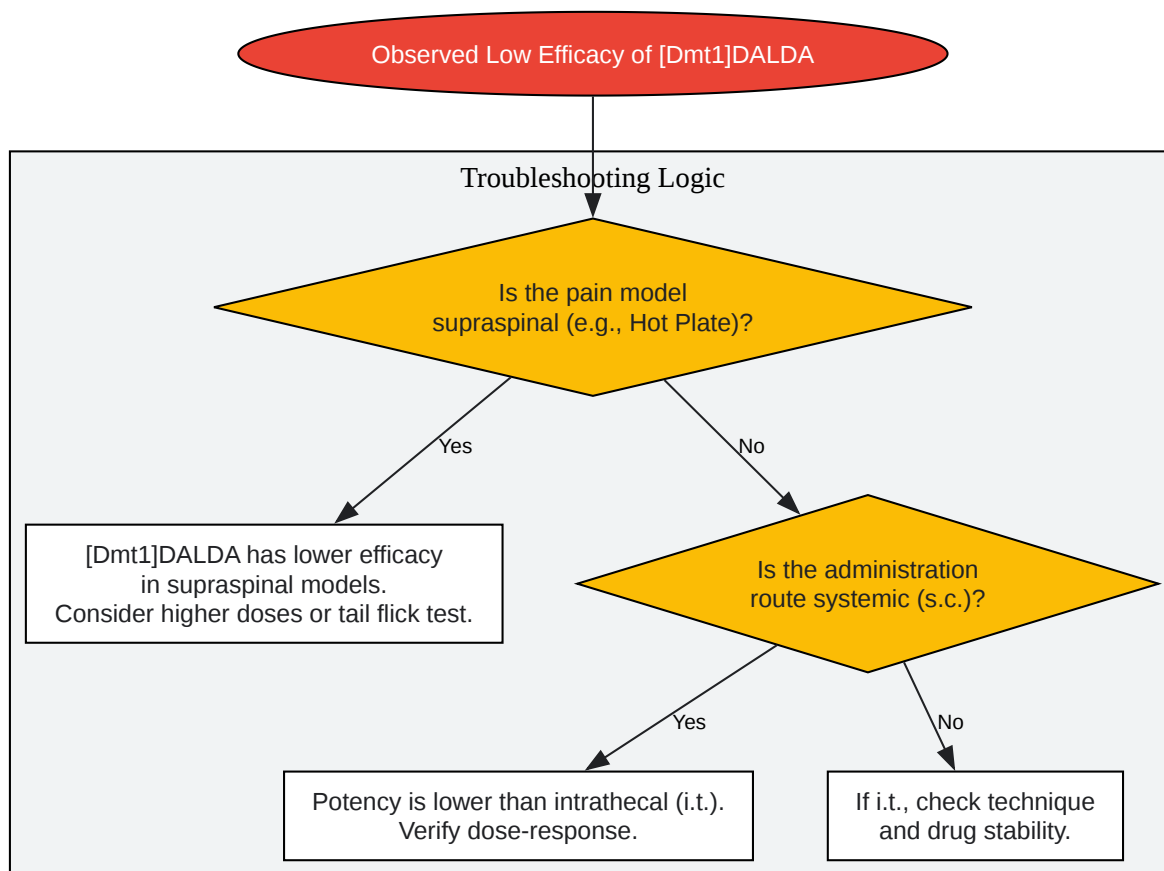 Observed Low Efficacy of [Dmt1]DALDA
Troubleshooting Logic
Is the pain model
supraspinal (e.g., Hot Plate)?
Yes
No
[Dmt1]DALDA has lower efficacy
in supraspinal models.
Consider higher doses or tail flick test.
Is the administration
route systemic (s.c.)?
Yes
No
Potency is lower than intrathecal (i.t.).
Verify dose-response.
If i.t., check technique
and drug stability.